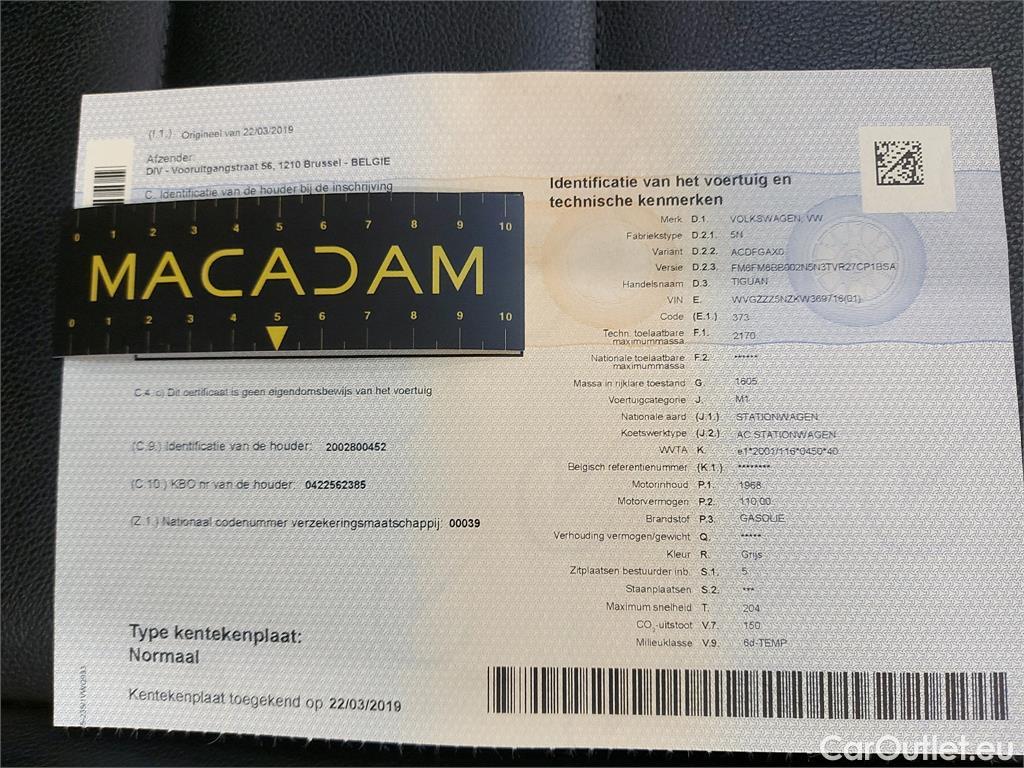 (f.1.) Origineel van 22/03/2019
Afzender:
DIV - Vooruitgangstraat 56, 1210 Brussel - BELGIE
C. Identificatie van de houder bij de inschrijving
0 1 2 3 4 5 6 7 8 9 10
MACADAM
0 1 2 3 4 5 6 7 8 9 10
C.4. c) Dit certificaat is geen eigendomsbewijs van het voertuig
(C.9.) Identificatie van de houder: 2002800452
(C.10.) KBO nr van de houder: 0422562385
(Z.1.) Nationaal codenummer verzekeringsmaatschappij: 00039
Type kentekenplaat:
Normaal
Kentekenplaat toegekend op 22/03/2019
Identificatie van het voertuig en
technische kenmerken
Merk D.1. VOLKSWAGEN, VW
Fabriekstype D.2.1. 5N
Variant D.2.2. ACDFGAX0
Versie D.2.3. FM6FM6BB002N5N3TVR27CP1BSA
Handelsnaam D.3. TIGUAN
VIN E. WVGZZZ5NZKW369716(01)
Code (E.1.) 373
Techn. toelaatbare F.1. 2170
maximummassa
Nationale toelaatbare F.2. ******
maximummassa
Massa in rijklare toestand G. 1605
Voertuigcategorie J. M1
Nationale aard (J.1.) STATIONWAGEN
Koetswerktype (J.2.) AC STATIONWAGEN
WVTA K. e1*2001/116*0450*40
Belgisch referentienummer (K.1.) ********
Motorinhoud P.1. 1968
Motorvermogen P.2. 110,00
Brandstof P.3. GASOLIE
Verhouding vermogen/gewicht Q. *****
Kleur R. Grijs
Zitplaatsen bestuurder inb. S.1. 5
Staanplaatsen S.2. ***
Maximum snelheid T. 204
CO2-uitstoot V.7. 150
Milieuklasse V.9. 6d-TEMP
CarOutlet.eu